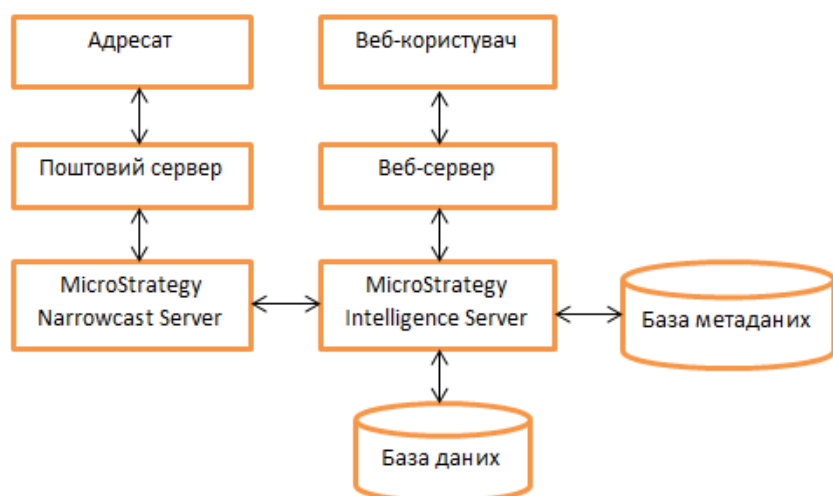 Адресат
Веб-користувач
Поштовий сервер
Веб-сервер
MicroStrategy
Narrowcast Server
MicroStrategy
Intelligence Server
База метаданих
База даних